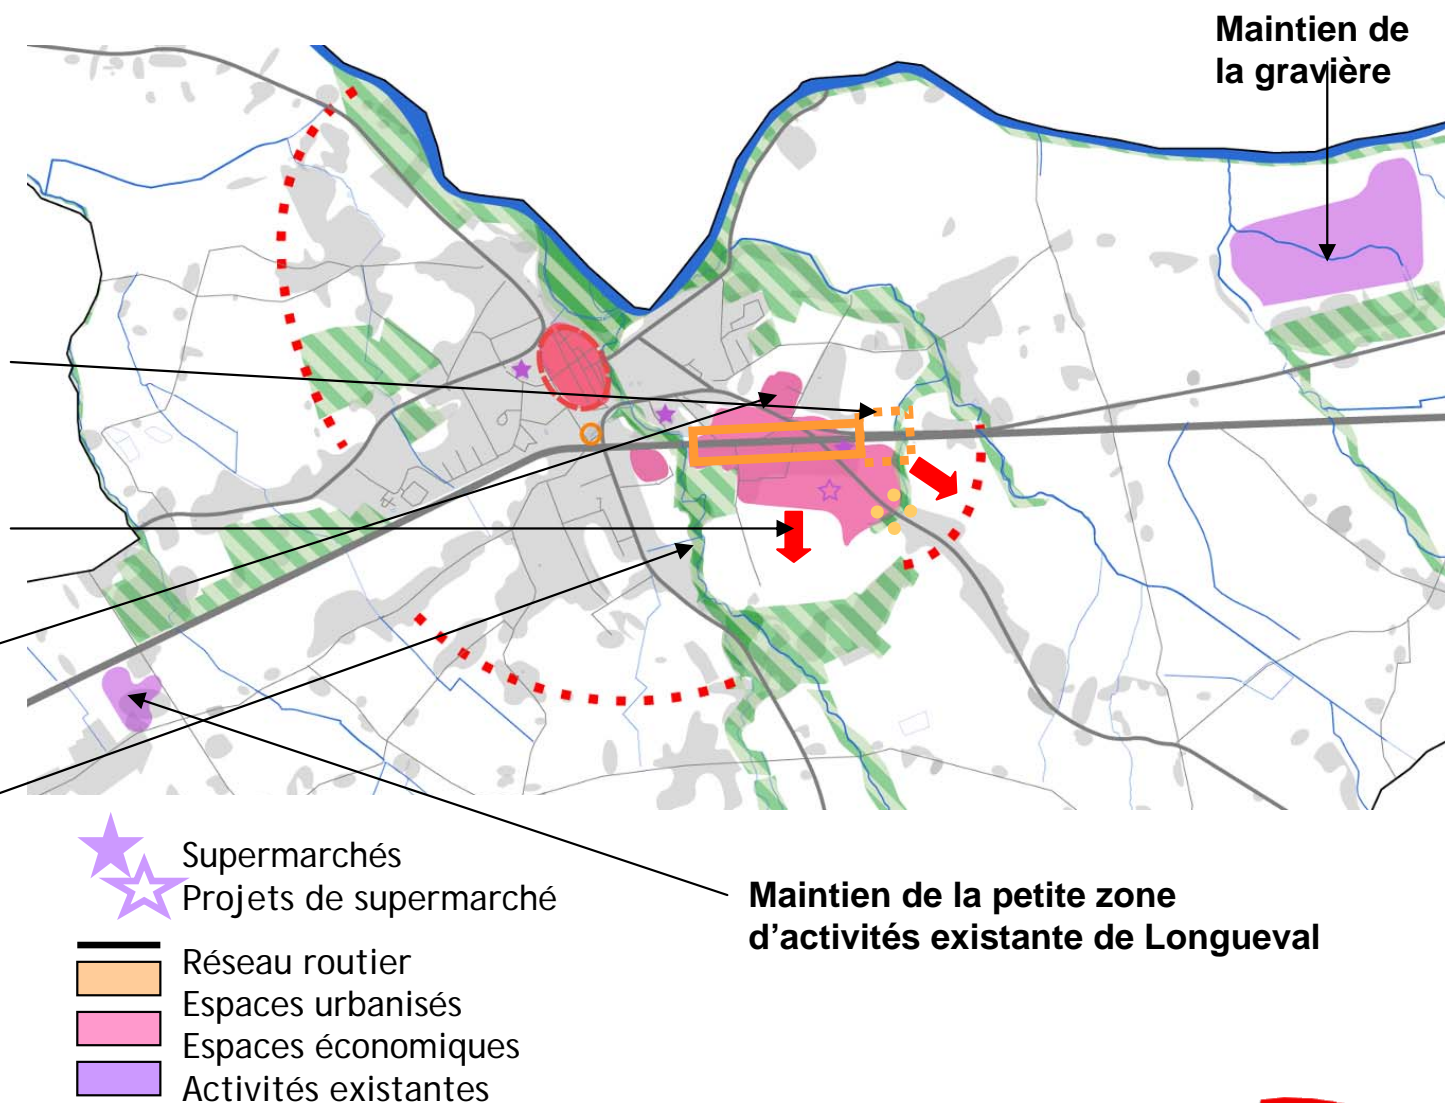 Maintien de
la gravière
Supermarchés
Projets de supermarché
Maintien de la petite zone
d'activités existante de Longueval
Réseau routier
Espaces urbanisés
Espaces économiques
Activités existantes